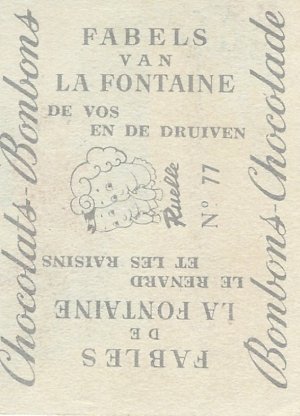 FABELS
VAN
LA FONTAINE
DE VOS
EN DE DRUIVEN
Ruelle
N° 77
FABLES
DE
LA FONTAINE
LE RENARD
ET LES RAISINS
Chocolats-Bonbons
Bonbons-Chocolade